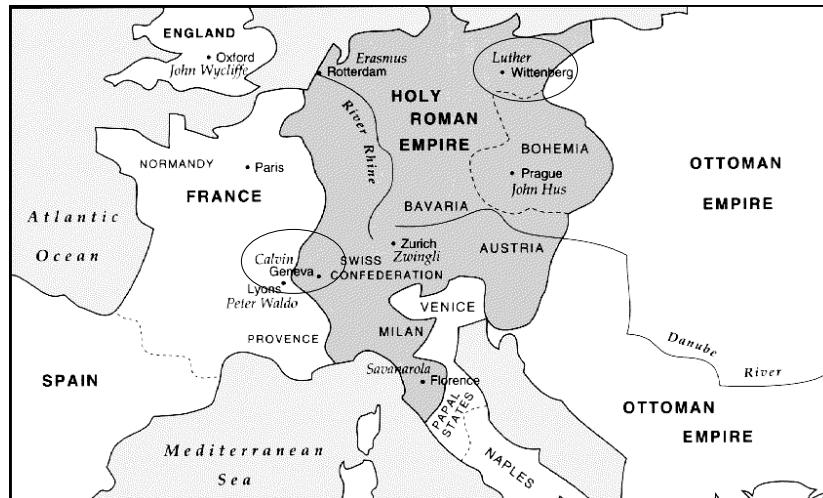 ENGLAND
Oxford
John Wycliffe
Erasmus
Rotterdam
Luther
Wittenberg
HOLY
ROMAN
EMPIRE
River Rhine
BOHEMIA
Prague
John Hus
NORMANDY
Paris
FRANCE
OTTOMAN
EMPIRE
BAVARIA
Atlantic
Ocean
Zurich
Zwingli
AUSTRIA
Calvin
Geneva
SWISS
CONFEDERATION
Lyons
Peter Waldo
VENICE
PROVENCE
MILAN
Danube
River
SPAIN
Savanarola
Florence
PAPAL
STATES
OTTOMAN
EMPIRE
Mediterranean
Sea
NAPLES